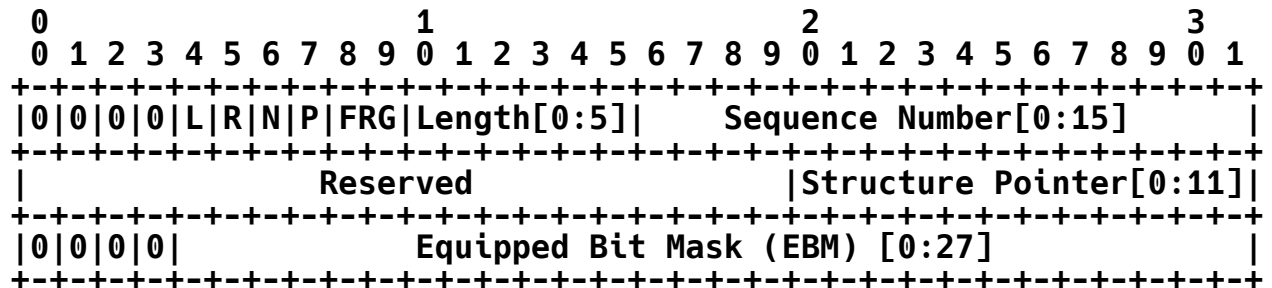 0                   1                   2                   3
 0 1 2 3 4 5 6 7 8 9 0 1 2 3 4 5 6 7 8 9 0 1 2 3 4 5 6 7 8 9 0 1
+-+-+-+-+-+-+-+-+-+-+-+-+-+-+-+-+-+-+-+-+-+-+-+-+-+-+-+-+-+-+-+-+
|0|0|0|0|L|R|N|P|FRG|Length[0:5]|    Sequence Number[0:15]      |
+-+-+-+-+-+-+-+-+-+-+-+-+-+-+-+-+-+-+-+-+-+-+-+-+-+-+-+-+-+-+-+-+
|               Reserved                |Structure Pointer[0:11]|
+-+-+-+-+-+-+-+-+-+-+-+-+-+-+-+-+-+-+-+-+-+-+-+-+-+-+-+-+-+-+-+-+
|0|0|0|0|            Equipped Bit Mask (EBM) [0:27]             |
+-+-+-+-+-+-+-+-+-+-+-+-+-+-+-+-+-+-+-+-+-+-+-+-+-+-+-+-+-+-+-+-+